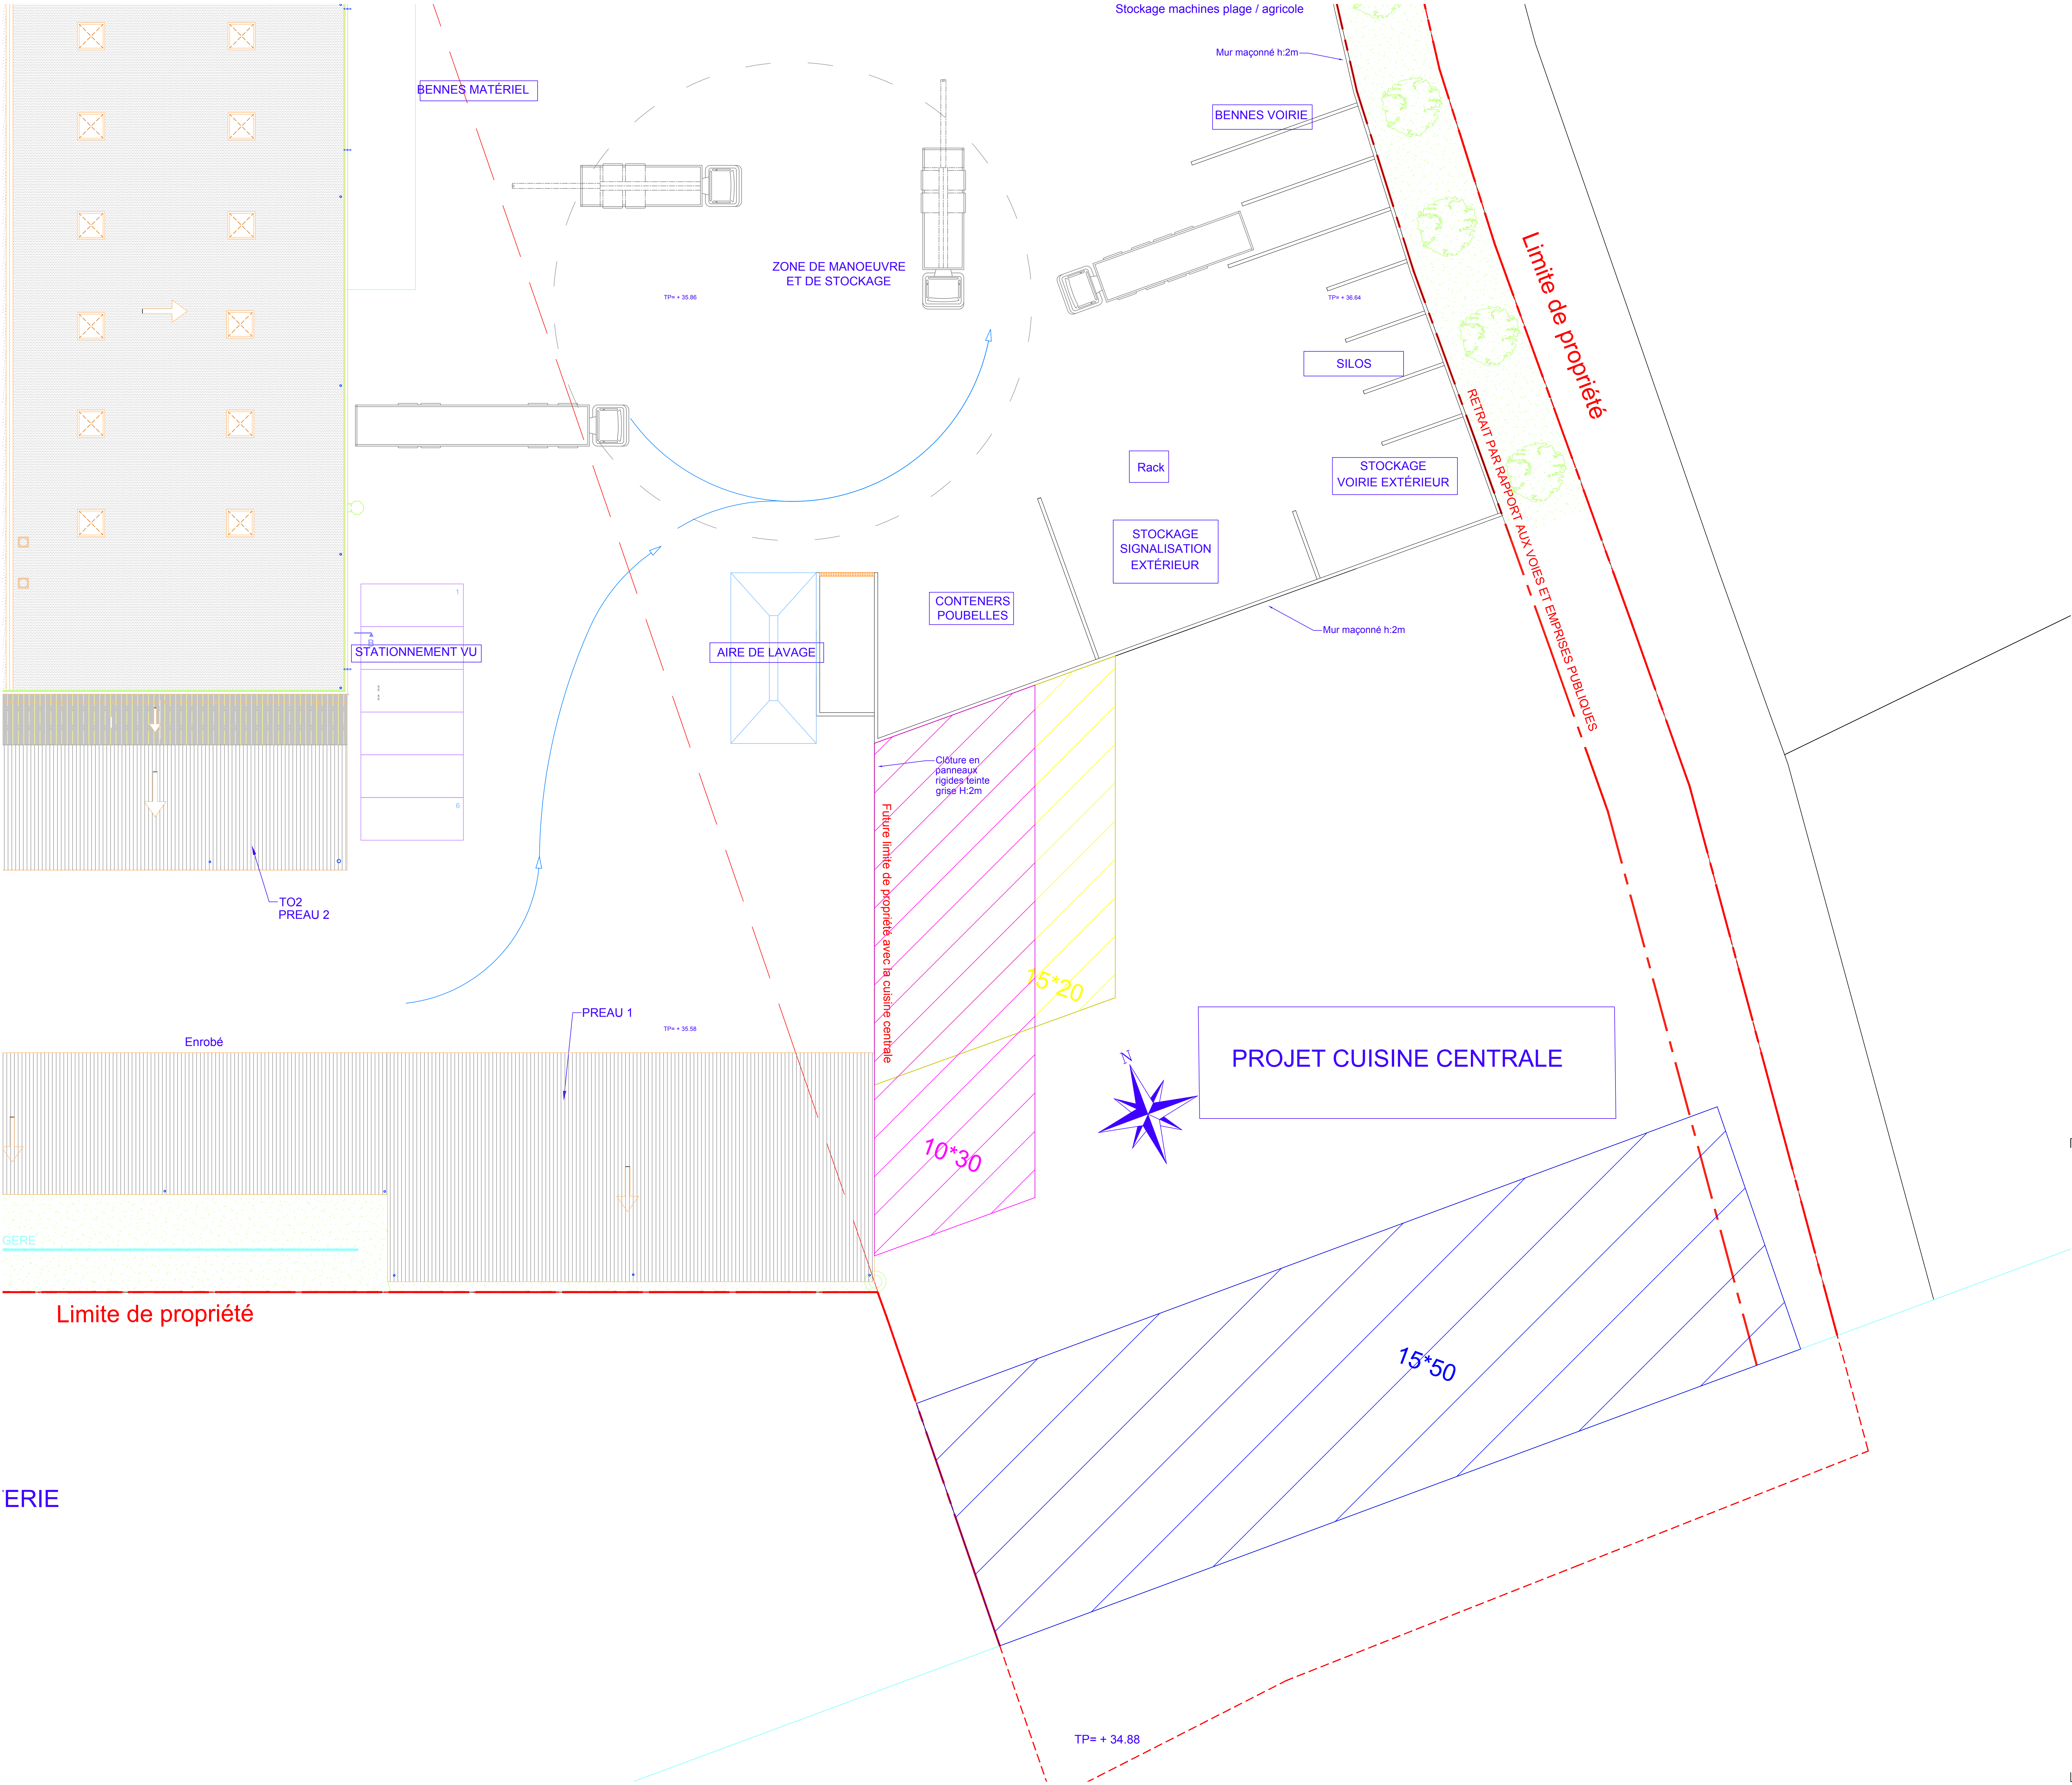 Stockage machines plage / agricole
Mur maçonné h:2m
BENNES MATÉRIEL
BENNES VOIRIE
ZONE DE MANOEUVRE
ET DE STOCKAGE
TP= + 35.86
TP= + 36.64
Limite de propriété
SILOS
RETRAIT PAR RAPPORT AUX VOIES ET EMPRISES PUBLIQUES
Rack
STOCKAGE
VOIRIE EXTÉRIEUR
STOCKAGE
SIGNALISATION
EXTÉRIEUR
CONTENERS
POUBELLES
Mur maçonné h:2m
1
B
STATIONNEMENT VU
AIRE DE LAVAGE
6
Clôture en
panneaux
rigides teinte
grise H:2m
Future limite de propriété avec la cuisine centrale
TO2
PREAU 2
15*20
PREAU 1
TP= + 35.58
Enrobé
N
PROJET CUISINE CENTRALE
10*30
GERE
Limite de propriété
15*50
ERIE
TP= + 34.88